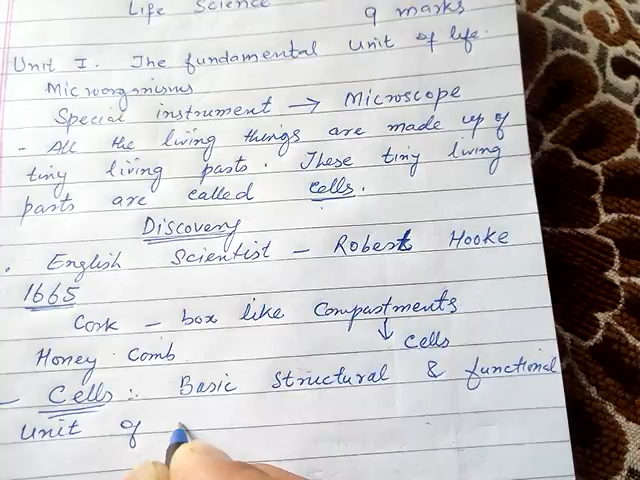 Life Science 9 marks
Unit I. The fundamental Unit of life.
Microorganisms
Special instrument → Microscope
- All the living things are made up of
tiny living parts. These tiny living
parts are called cells.
Discovery
. English Scientist - Robert Hooke
1665
Cork - box like Compartments
↓ Cells
Honey Comb
- Cells :. Basic Structural & functional
Unit of